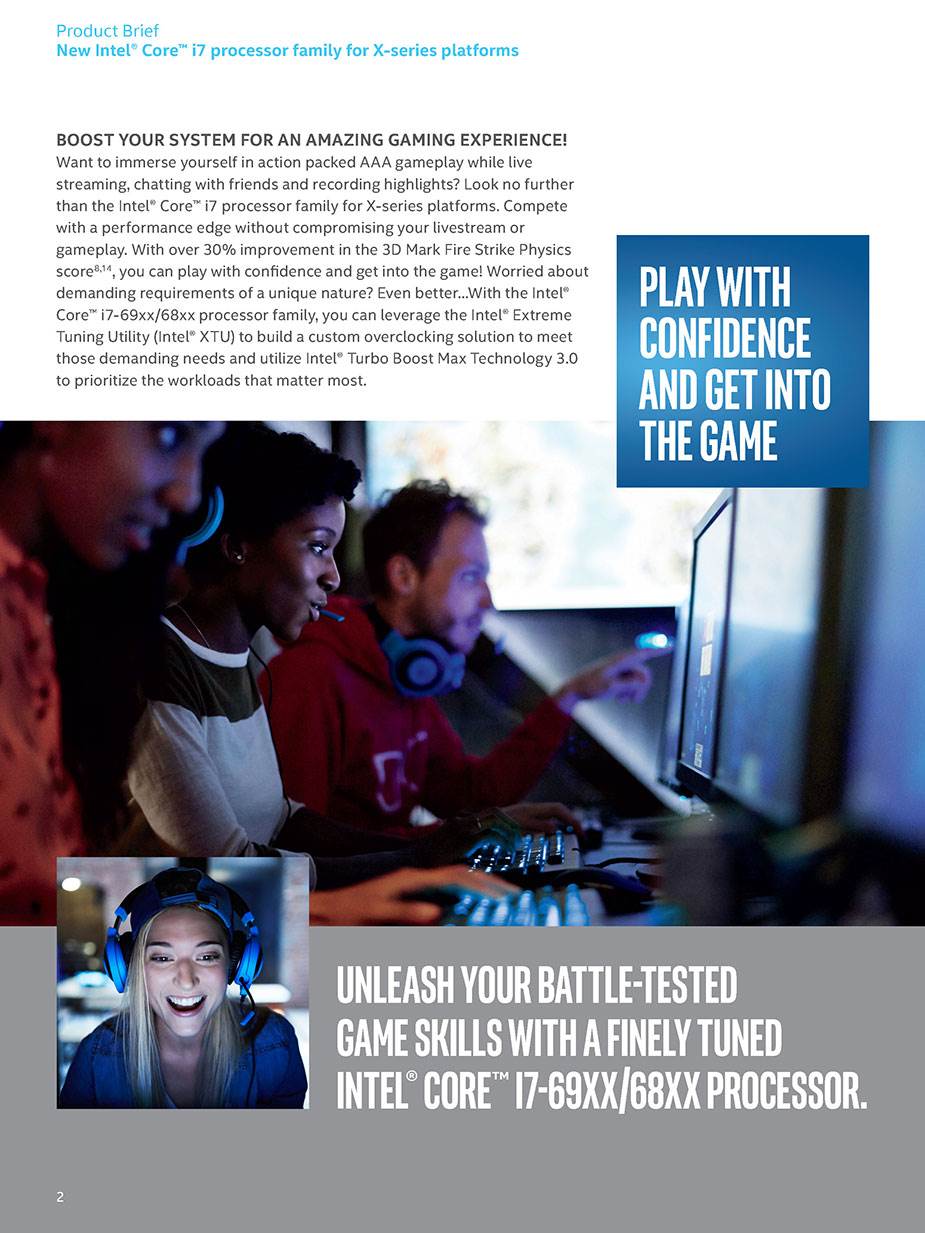 Product Brief
New Intel® Core™ i7 processor family for X-series platforms
BOOST YOUR SYSTEM FOR AN AMAZING GAMING EXPERIENCE!
Want to immerse yourself in action packed AAA gameplay while live
streaming, chatting with friends and recording highlights? Look no further
than the Intel® Core™ i7 processor family for X-series platforms. Compete
with a performance edge without compromising your livestream or
gameplay. With over 30% improvement in the 3D Mark Fire Strike Physics
score⁸,¹⁴, you can play with confidence and get into the game! Worried about
demanding requirements of a unique nature? Even better...With the Intel®
Core™ i7-69xx/68xx processor family, you can leverage the Intel® Extreme
Tuning Utility (Intel® XTU) to build a custom overclocking solution to meet
those demanding needs and utilize Intel® Turbo Boost Max Technology 3.0
to prioritize the workloads that matter most.
PLAY WITH
CONFIDENCE
AND GET INTO
THE GAME
UNLEASH YOUR BATTLE-TESTED
GAME SKILLS WITH A FINELY TUNED
INTEL® CORE™ I7-69XX/68XX PROCESSOR.
2